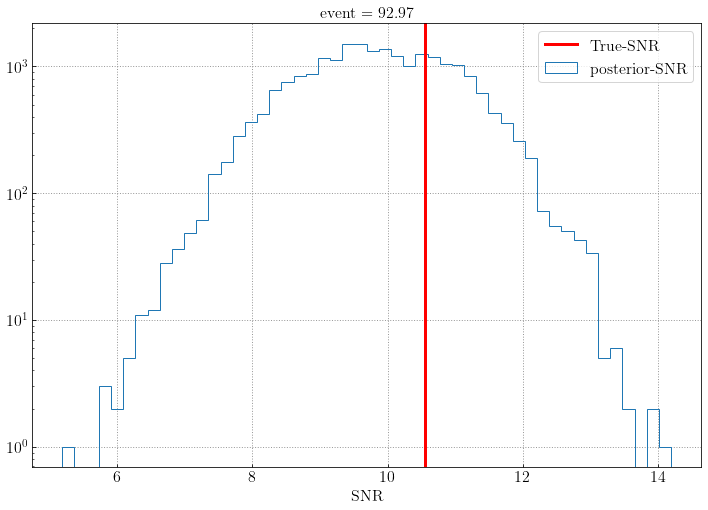 event = 92.97
True-SNR
posterior-SNR
10³
10²
10¹
10⁰
6 8 10 12 14
SNR